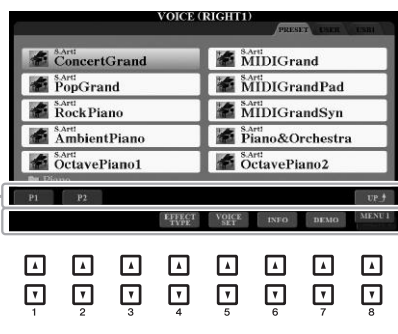 VOICE (RIGHT1)
PRESET USER USB1
S.Art!
ConcertGrand
S.Art!
MIDIGrand
S.Art!
PopGrand
S.Art!
MIDIGrandPad
S.Art!
RockPiano
S.Art!
MIDIGrandSyn
S.Art!
AmbientPiano
S.Art!
Piano&Orchestra
S.Art!
OctavePiano1
S.Art!
OctavePiano2
Piano
P1 P2 UP
EFFECT TYPE
VOICE SET
INFO
DEMO
MENU 1
1 2 3 4 5 6 7 8